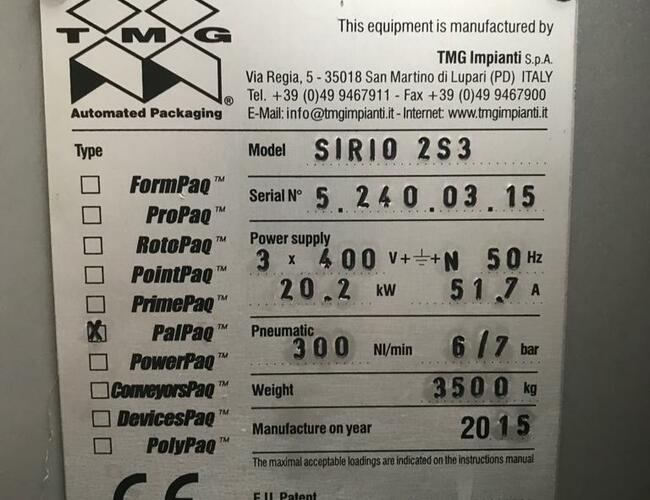 TMG
Automated Packaging®
This equipment is manufactured by
TMG Impianti S.p.A.
Via Regia, 5 - 35018 San Martino di Lupari (PD) ITALY
Tel. +39 (0)49 9467911 - Fax +39 (0)49 9467900
E-Mail: info@tmgimpianti.it - Internet: www.tmgimpianti.it
Type
FormPaq™
ProPaq™
RotoPaq™
PointPaq™
PrimePaq™
X PalPaq™
PowerPaq™
ConveyorsPaq™
DevicesPaq™
PolyPaq™
Model SIRIO 2S3
Serial N° 5.240.03.15
Power supply
3 x 400 V+⏚+N 50 Hz
20.2 kW 51.7 A
Pneumatic
300 Nl/min 6/7 bar
Weight 3500 kg
Manufacture on year 2015
The maximal acceptable loadings are indicated on the instructions manual
CE
E.U. Patent